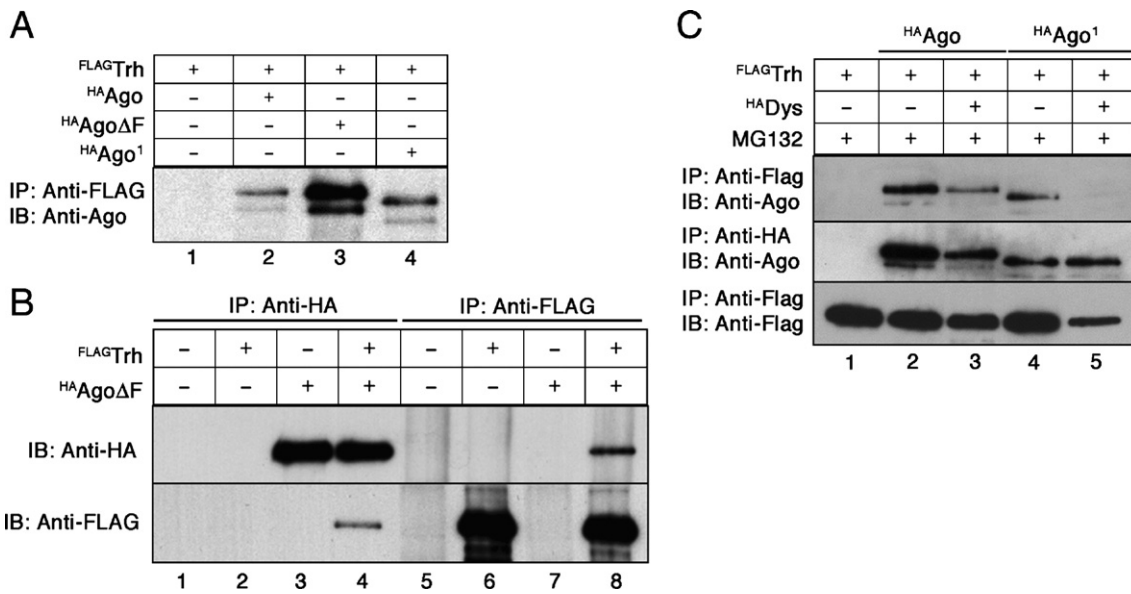 A
FLAGTrh + + + +
HAAgo – + – –
HAAgoΔF – – + –
HAAgo1 – – – +
IP: Anti-FLAG
IB: Anti-Ago
1 2 3 4
B
IP: Anti-HA IP: Anti-FLAG
FLAGTrh – + – + – + – +
HAAgoΔF – – + + – – + +
IB: Anti-HA
IB: Anti-FLAG
1 2 3 4 5 6 7 8
C
HAAgo HAAgo1
FLAGTrh + + + + +
HADys – – + – +
MG132 + + + + +
IP: Anti-Flag
IB: Anti-Ago
IP: Anti-HA
IB: Anti-Ago
IP: Anti-Flag
IB: Anti-Flag
1 2 3 4 5